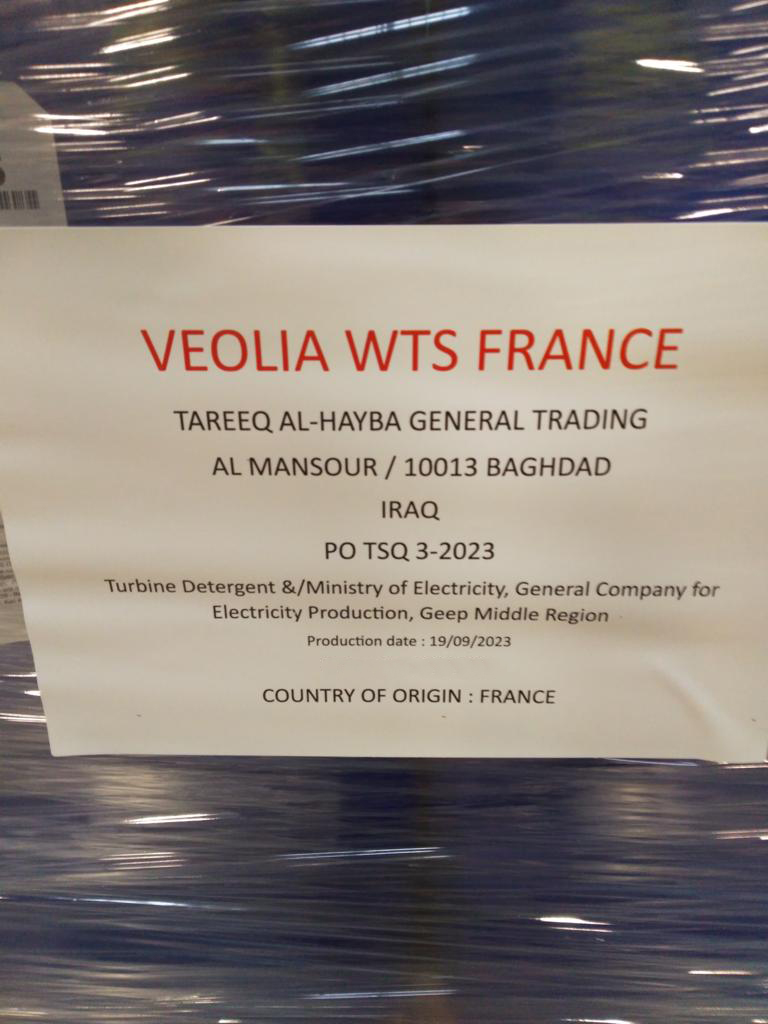 VEOLIA WTS FRANCE
TAREEQ AL-HAYBA GENERAL TRADING
AL MANSOUR / 10013 BAGHDAD
IRAQ
PO TSQ 3-2023
Turbine Detergent &/Ministry of Electricity, General Company for
Electricity Production, Geep Middle Region
Production date : 19/09/2023
COUNTRY OF ORIGIN : FRANCE